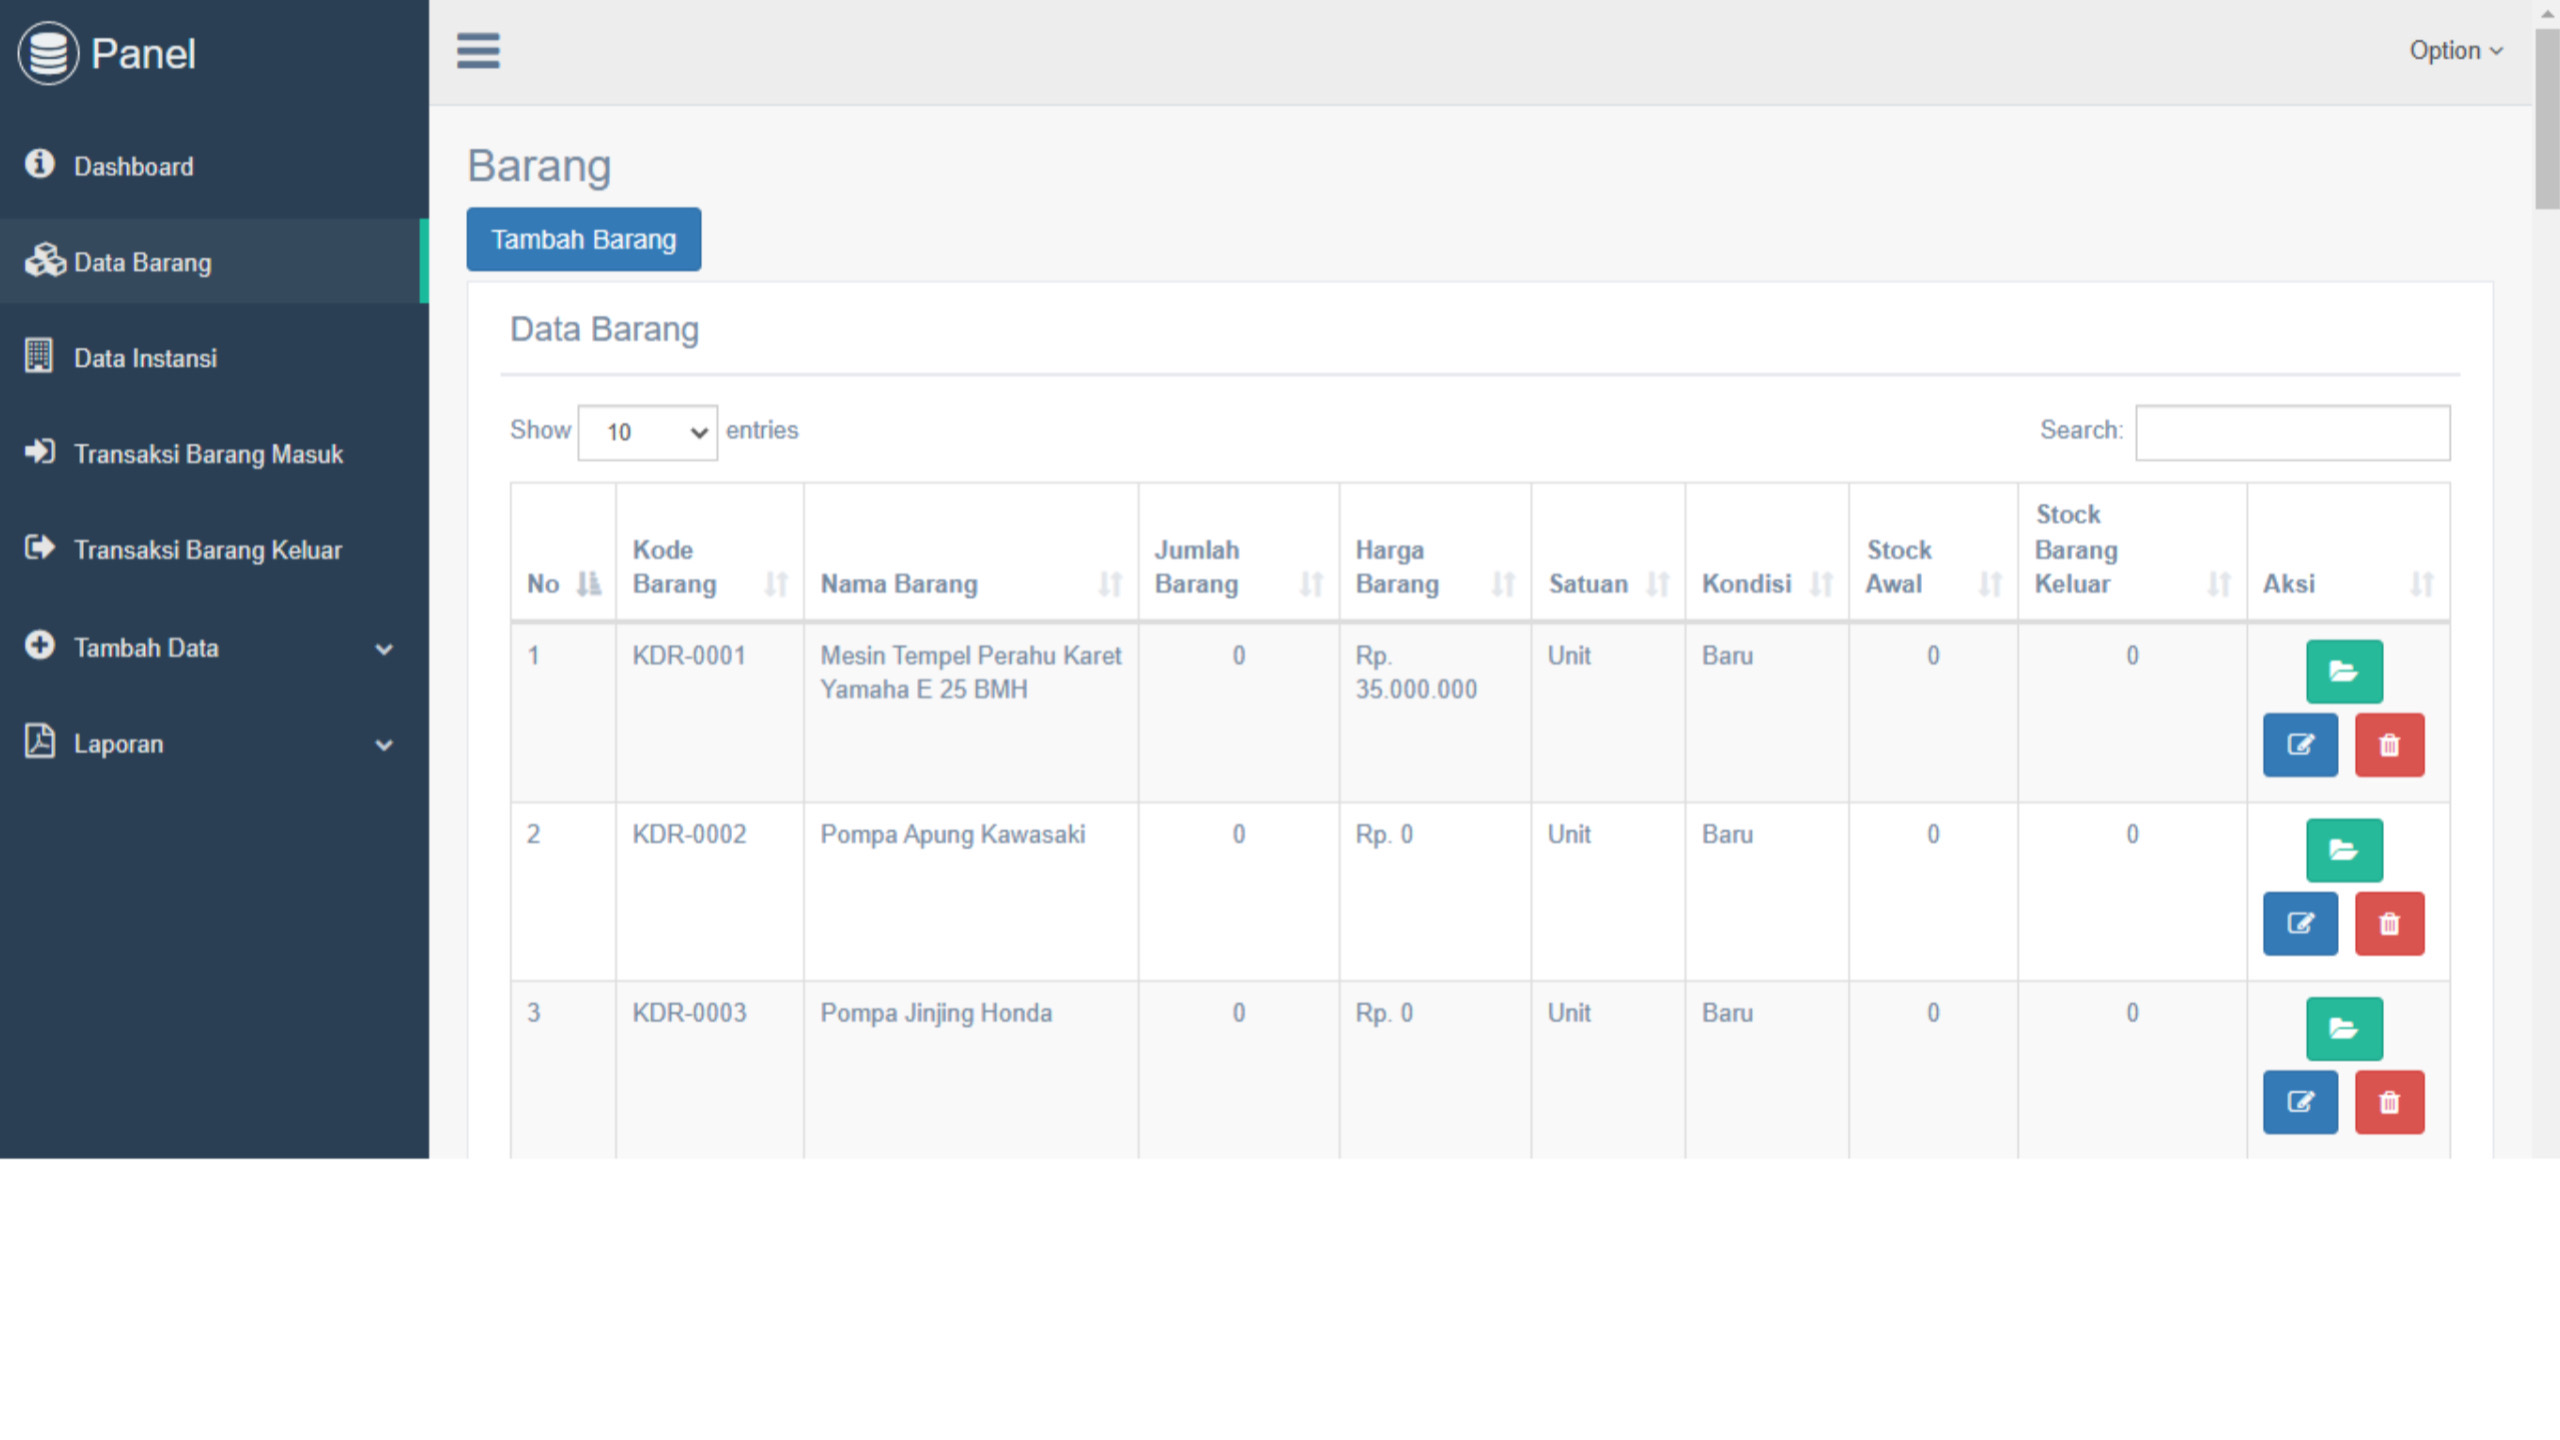 Panel
Option
Dashboard
Data Barang
Data Instansi
Transaksi Barang Masuk
Transaksi Barang Keluar
Tambah Data
Laporan
Barang
Tambah Barang
Data Barang
Show 10 entries
Search:
No Kode Barang Nama Barang Jumlah Barang Harga Barang Satuan Kondisi Stock Awal Stock Barang Keluar Aksi
1 KDR-0001 Mesin Tempel Perahu Karet 0 Rp. Unit Baru 0 0
Yamaha E 25 BMH 35.000.000
2 KDR-0002 Pompa Apung Kawasaki 0 Rp. 0 Unit Baru 0 0
3 KDR-0003 Pompa Jinjing Honda 0 Rp. 0 Unit Baru 0 0